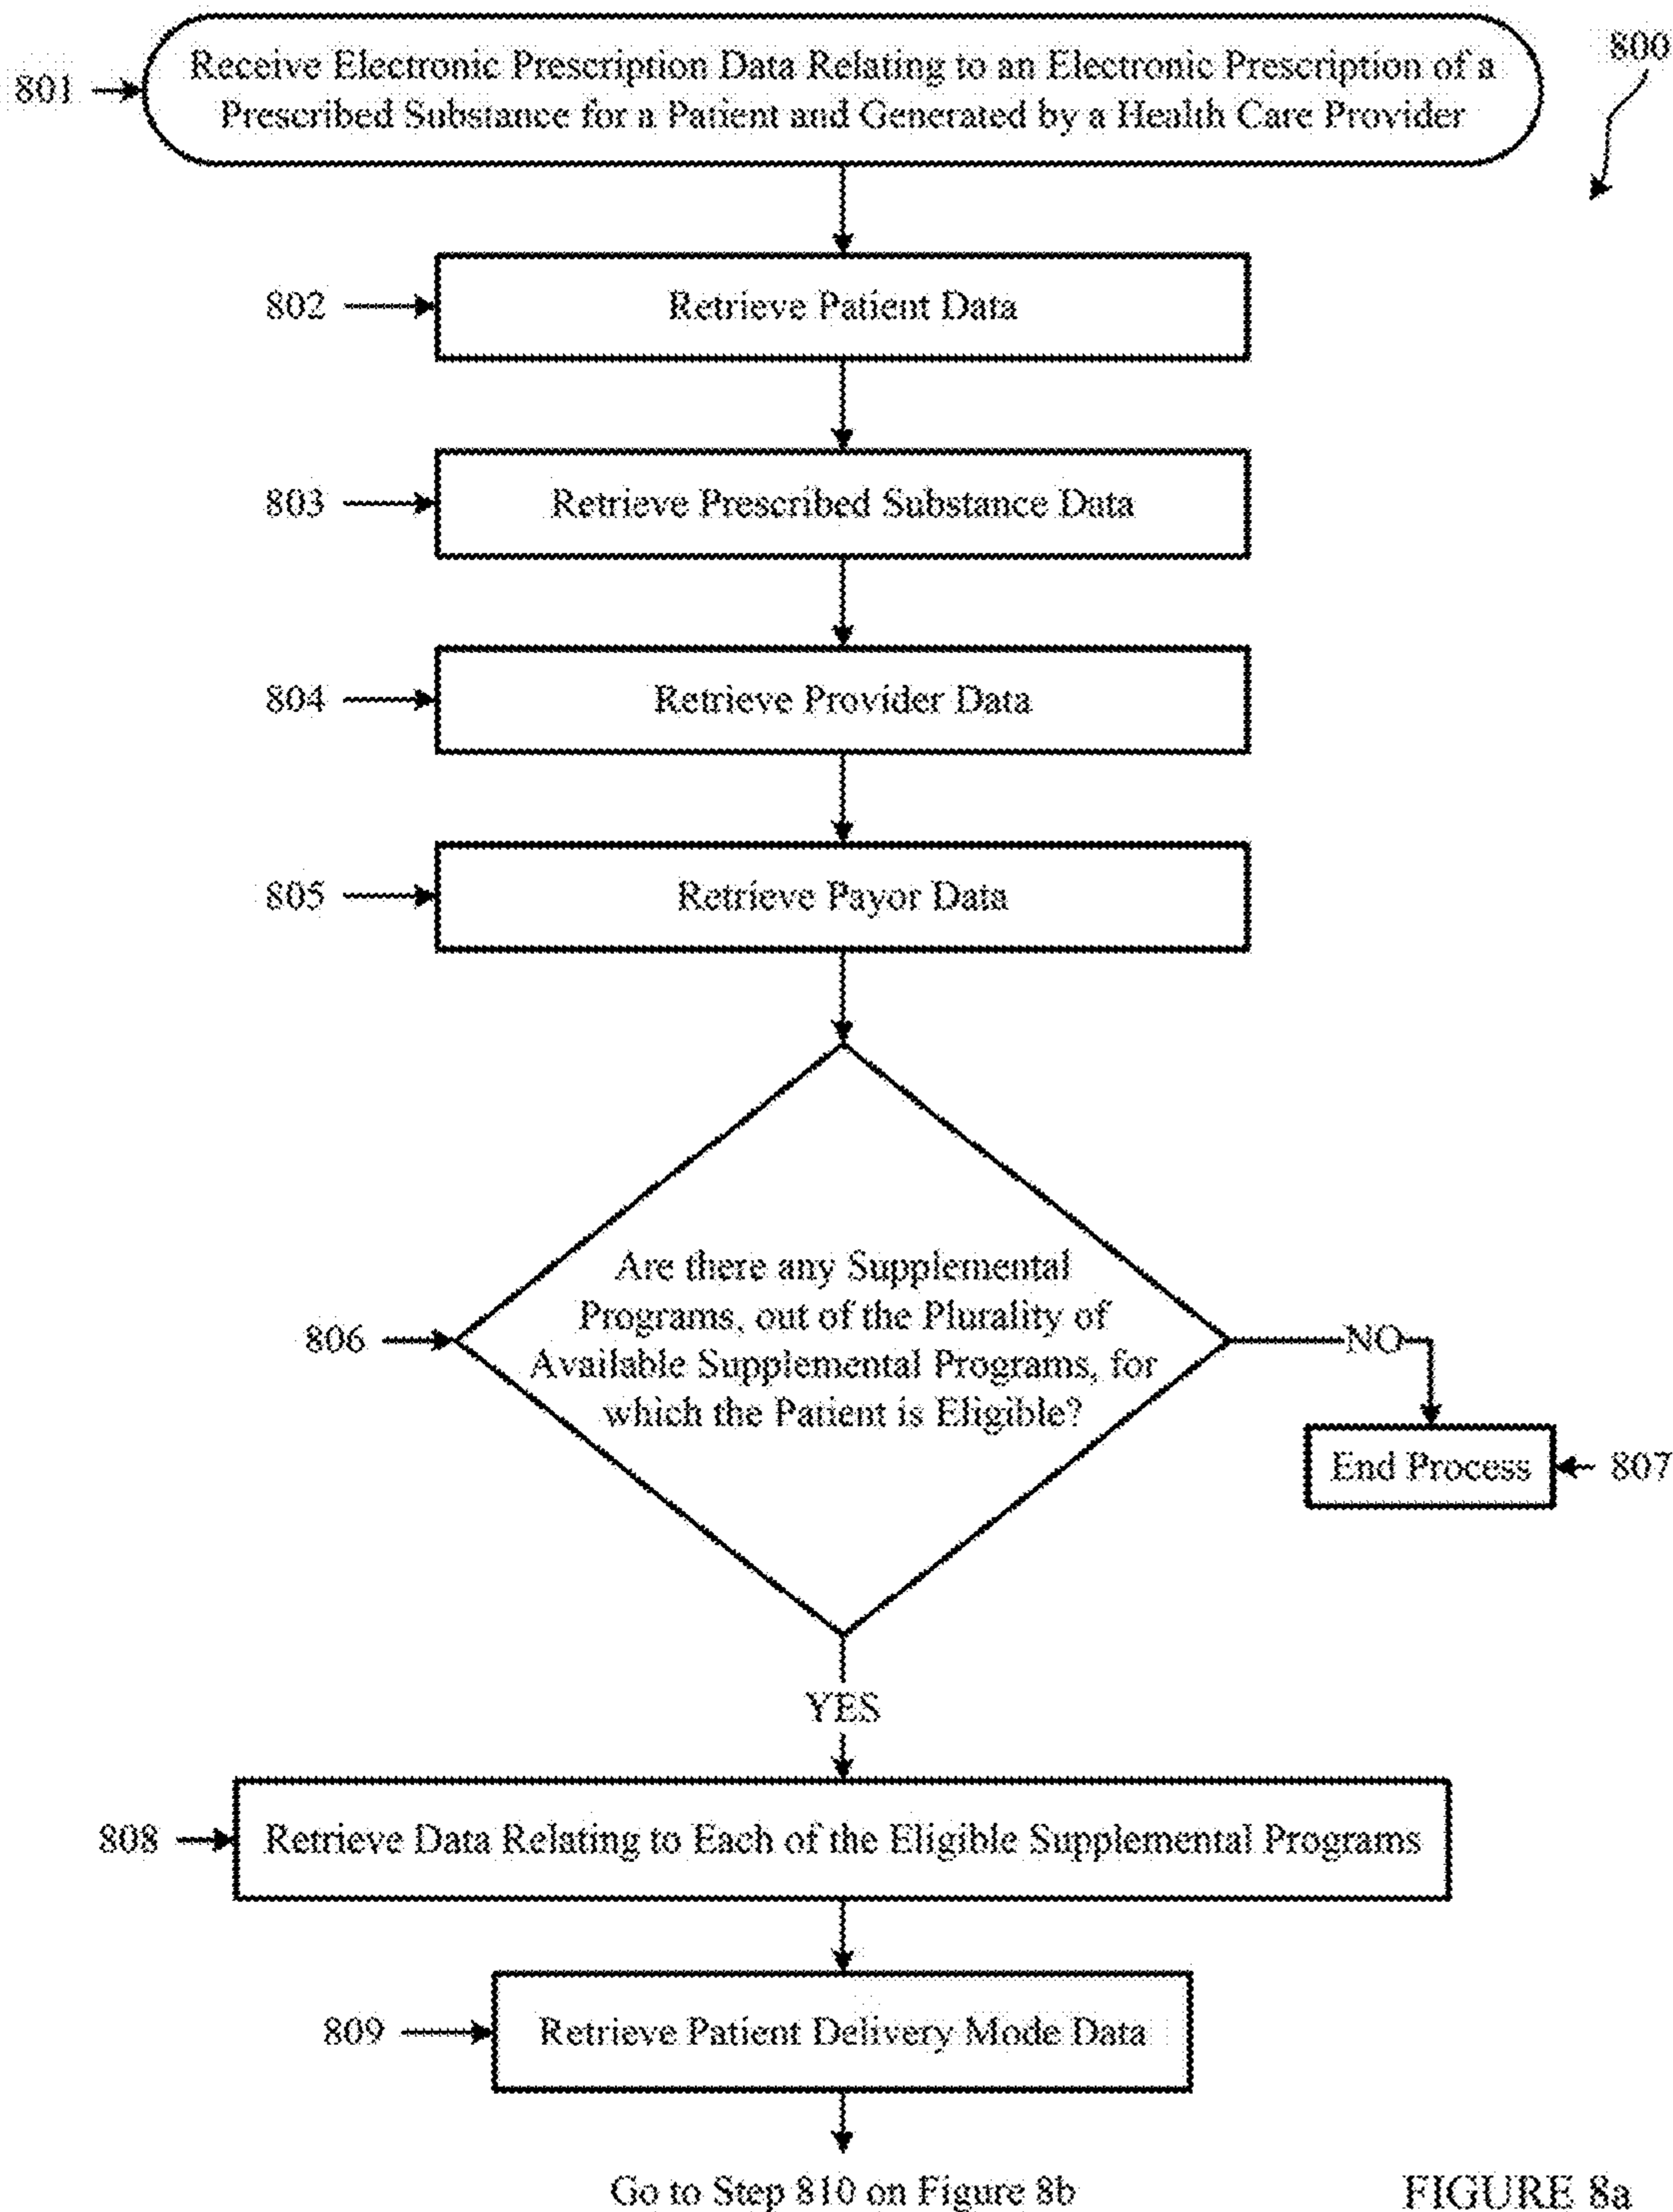 800
801
Receive Electronic Prescription Data Relating to an Electronic Prescription of a
Prescribed Substance for a Patient and Generated by a Health Care Provider
802
Retrieve Patient Data
803
Retrieve Prescribed Substance Data
804
Retrieve Provider Data
805
Retrieve Payor Data
806
Are there any Supplemental
Programs, out of the Plurality of
Available Supplemental Programs, for
which the Patient is Eligible?
NO
End Process
807
YES
808
Retrieve Data Relating to Each of the Eligible Supplemental Programs
809
Retrieve Patient Delivery Mode Data
Go to Step 810 on Figure 8b
FIGURE 8a